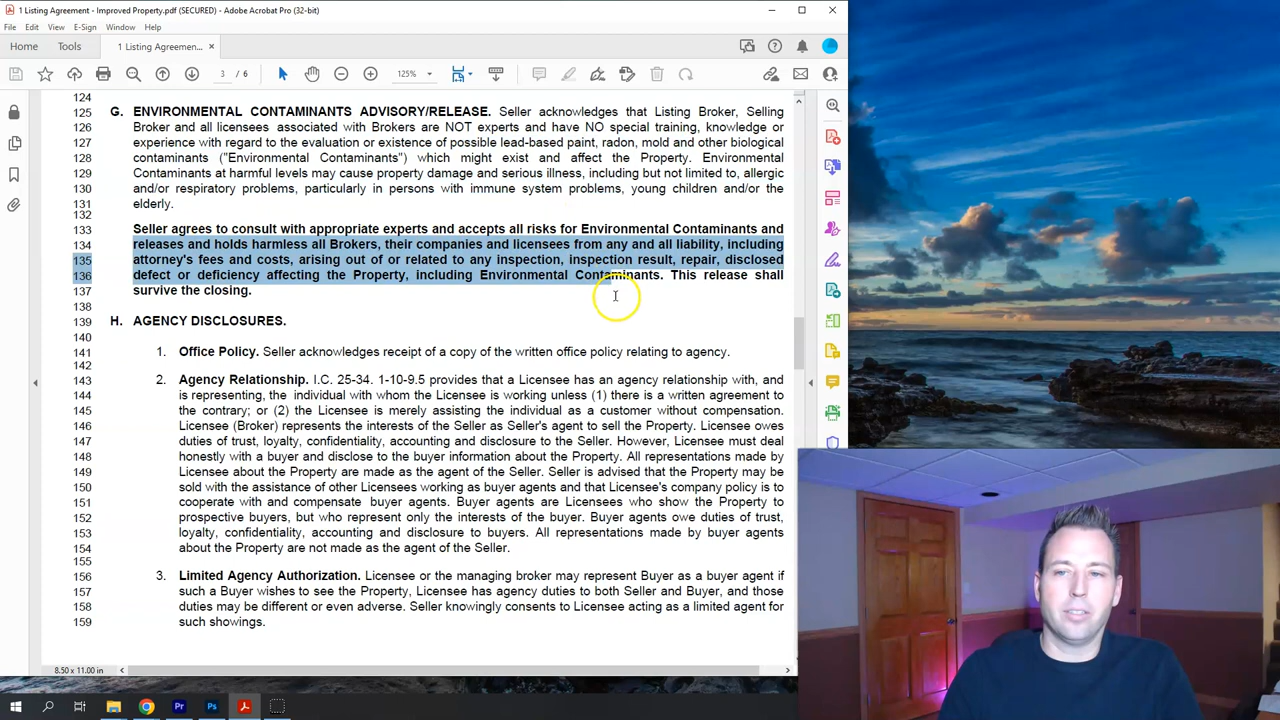 1 Listing Agreement - Improved Property.pdf (SECURED) - Adobe Acrobat Pro (32-bit)
File Edit View E-Sign Window Help
Home Tools 1 Listing Agreemen... ×
3 / 6 125%
124
125 G. ENVIRONMENTAL CONTAMINANTS ADVISORY/RELEASE. Seller acknowledges that Listing Broker, Selling
126 Broker and all licensees associated with Brokers are NOT experts and have NO special training, knowledge or
127 experience with regard to the evaluation or existence of possible lead-based paint, radon, mold and other biological
128 contaminants ("Environmental Contaminants") which might exist and affect the Property. Environmental
129 Contaminants at harmful levels may cause property damage and serious illness, including but not limited to, allergic
130 and/or respiratory problems, particularly in persons with immune system problems, young children and/or the
131 elderly.
132
133 Seller agrees to consult with appropriate experts and accepts all risks for Environmental Contaminants and
134 releases and holds harmless all Brokers, their companies and licensees from any and all liability, including
135 attorney's fees and costs, arising out of or related to any inspection, inspection result, repair, disclosed
136 defect or deficiency affecting the Property, including Environmental Contaminants. This release shall
137 survive the closing.
138
139 H. AGENCY DISCLOSURES.
140
141 1. Office Policy. Seller acknowledges receipt of a copy of the written office policy relating to agency.
142
143 2. Agency Relationship. I.C. 25-34. 1-10-9.5 provides that a Licensee has an agency relationship with, and
144 is representing, the individual with whom the Licensee is working unless (1) there is a written agreement to
145 the contrary; or (2) the Licensee is merely assisting the individual as a customer without compensation.
146 Licensee (Broker) represents the interests of the Seller as Seller's agent to sell the Property. Licensee owes
147 duties of trust, loyalty, confidentiality, accounting and disclosure to the Seller. However, Licensee must deal
148 honestly with a buyer and disclose to the buyer information about the Property. All representations made by
149 Licensee about the Property are made as the agent of the Seller. Seller is advised that the Property may be
150 sold with the assistance of other Licensees working as buyer agents and that Licensee's company policy is to
151 cooperate with and compensate buyer agents. Buyer agents are Licensees who show the Property to
152 prospective buyers, but who represent only the interests of the buyer. Buyer agents owe duties of trust,
153 loyalty, confidentiality, accounting and disclosure to buyers. All representations made by buyer agents
154 about the Property are not made as the agent of the Seller.
155
156 3. Limited Agency Authorization. Licensee or the managing broker may represent Buyer as a buyer agent if
157 such a Buyer wishes to see the Property, Licensee has agency duties to both Seller and Buyer, and those
158 duties may be different or even adverse. Seller knowingly consents to Licensee acting as a limited agent for
159 such showings.
8.50 x 11.00 in
Pr Ps